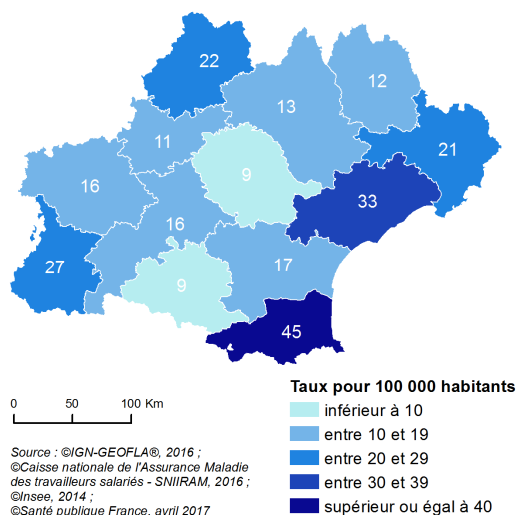 22
12
13
11
21
9
16
33
16
27
17
9
45
Taux pour 100 000 habitants
0 50 100 Km
inférieur à 10
entre 10 et 19
entre 20 et 29
entre 30 et 39
supérieur ou égal à 40
Source : ©IGN-GEOFLA®, 2016 ;
©Caisse nationale de l'Assurance Maladie
des travailleurs salariés - SNIIRAM, 2016 ;
©Insee, 2014 ;
©Santé publique France, avril 2017